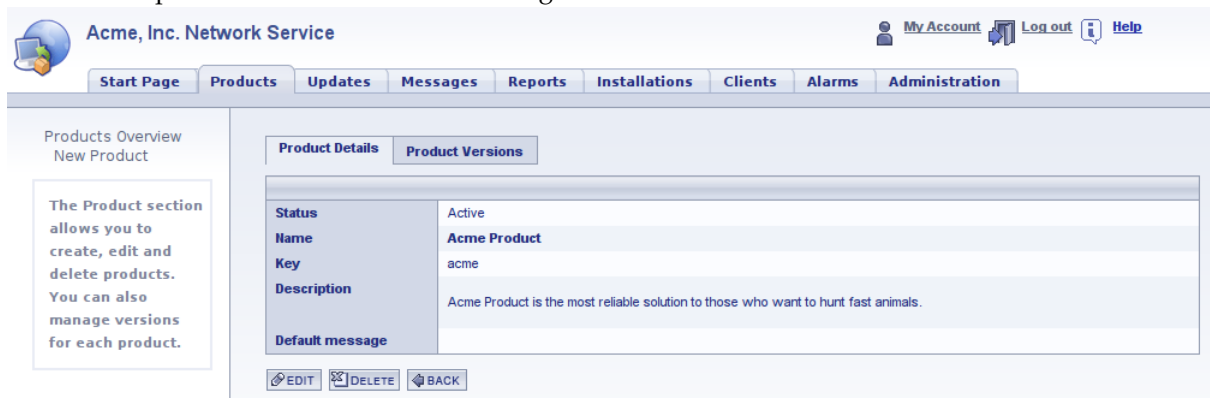 Acme, Inc. Network Service
My Account Log out Help
Start Page Products Updates Messages Reports Installations Clients Alarms Administration
Products Overview
New Product
The Product section
allows you to
create, edit and
delete products.
You can also
manage versions
for each product.
Product Details Product Versions
Status Active
Name Acme Product
Key acme
Description Acme Product is the most reliable solution to those who want to hunt fast animals.
Default message
EDIT DELETE BACK